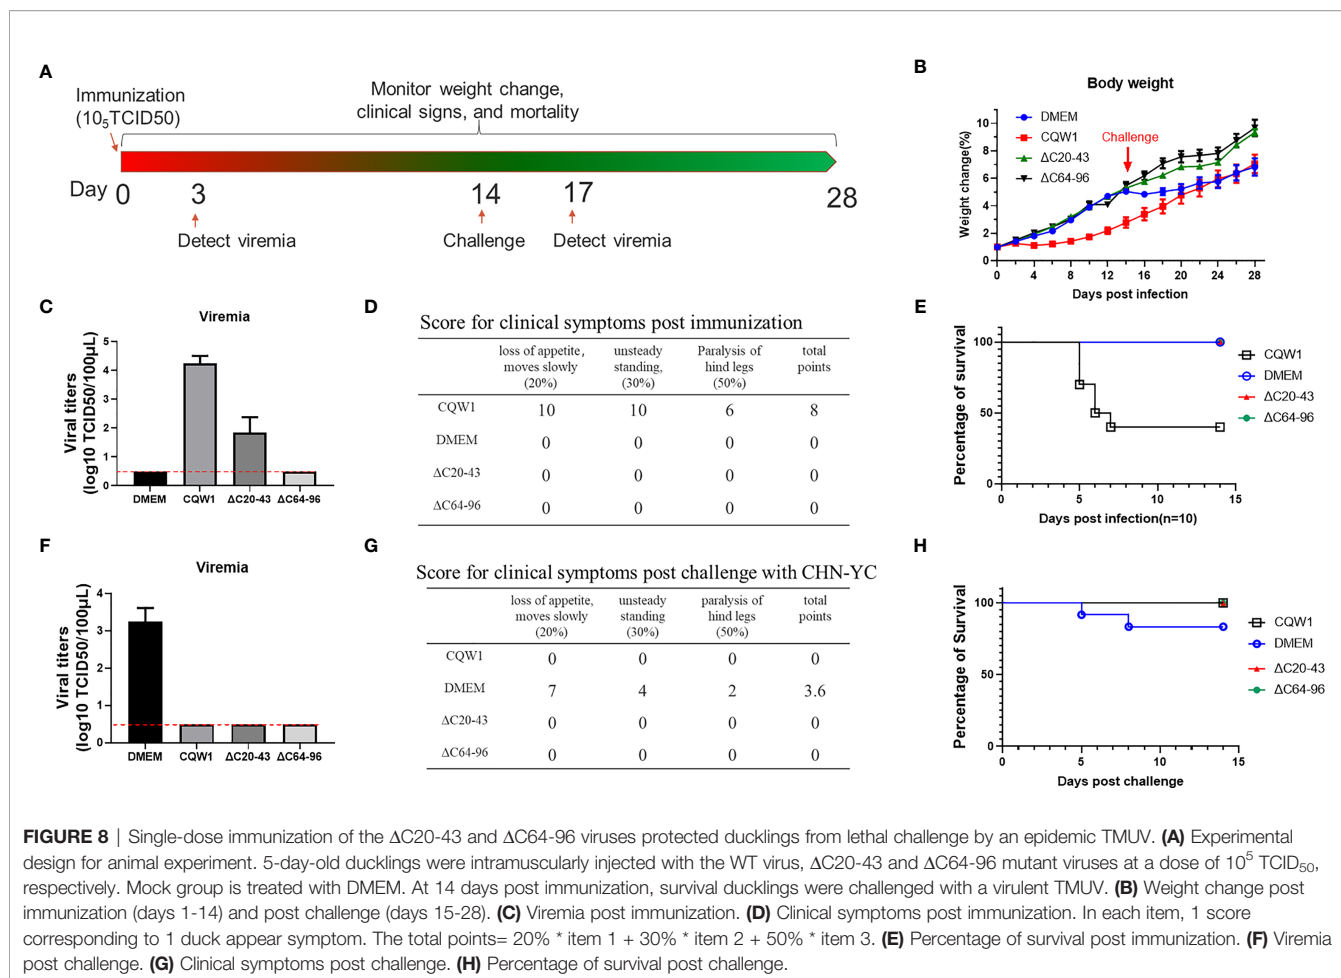 A
Immunization
(10₅TCID50)
Monitor weight change,
clinical signs, and mortality
Day 0 3 14 17 28
Detect viremia
Challenge
Detect viremia
B
Body weight
Weight change(%)
10
8
6
4
2
0
DMEM
CQW1
ΔC20-43
ΔC64-96
Challenge
0 4 8 12 16 20 24 28
Days post infection
C
Viremia
Viral titers
(log10 TCID50/100μL)
5
4
3
2
1
0
DMEM CQW1 ΔC20-43 ΔC64-96
D
Score for clinical symptoms post immunization
loss of appetite, unsteady Paralysis of total
moves slowly standing, (30%) hind legs points
(20%) (50%)
CQW1 10 10 6 8
DMEM 0 0 0 0
ΔC20-43 0 0 0 0
ΔC64-96 0 0 0 0
E
Percentage of survival
100
50
0
CQW1
DMEM
ΔC20-43
ΔC64-96
0 5 10 15
Days post infection(n=10)
F
Viremia
Viral titers
(log10 TCID50/100μL)
4
3
2
1
0
DMEM CQW1 ΔC20-43 ΔC64-96
G
Score for clinical symptoms post challenge with CHN-YC
loss of appetite, unsteady paralysis of total
moves slowly standing hind legs points
(20%) (30%) (50%)
CQW1 0 0 0 0
DMEM 7 4 2 3.6
ΔC20-43 0 0 0 0
ΔC64-96 0 0 0 0
H
Percentage of Survival
100
50
0
CQW1
DMEM
ΔC20-43
ΔC64-96
0 5 10 15
Days post challenge
FIGURE 8 | Single-dose immunization of the ΔC20-43 and ΔC64-96 viruses protected ducklings from lethal challenge by an epidemic TMUV. (A) Experimental
design for animal experiment. 5-day-old ducklings were intramuscularly injected with the WT virus, ΔC20-43 and ΔC64-96 mutant viruses at a dose of 10⁵ TCID₅₀,
respectively. Mock group is treated with DMEM. At 14 days post immunization, survival ducklings were challenged with a virulent TMUV. (B) Weight change post
immunization (days 1-14) and post challenge (days 15-28). (C) Viremia post immunization. (D) Clinical symptoms post immunization. In each item, 1 score
corresponding to 1 duck appear symptom. The total points= 20% * item 1 + 30% * item 2 + 50% * item 3. (E) Percentage of survival post immunization. (F) Viremia
post challenge. (G) Clinical symptoms post challenge. (H) Percentage of survival post challenge.